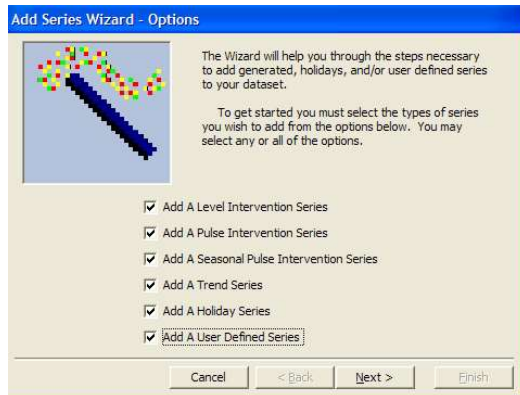 Add Series Wizard - Options
The Wizard will help you through the steps necessary
to add generated, holidays, and/or user defined series
to your dataset.
To get started you must select the types of series
you wish to add from the options below. You may
select any or all of the options.
Add A Level Intervention Series
Add A Pulse Intervention Series
Add A Seasonal Pulse Intervention Series
Add A Trend Series
Add A Holiday Series
Add A User Defined Series
Cancel < Back Next > Finish